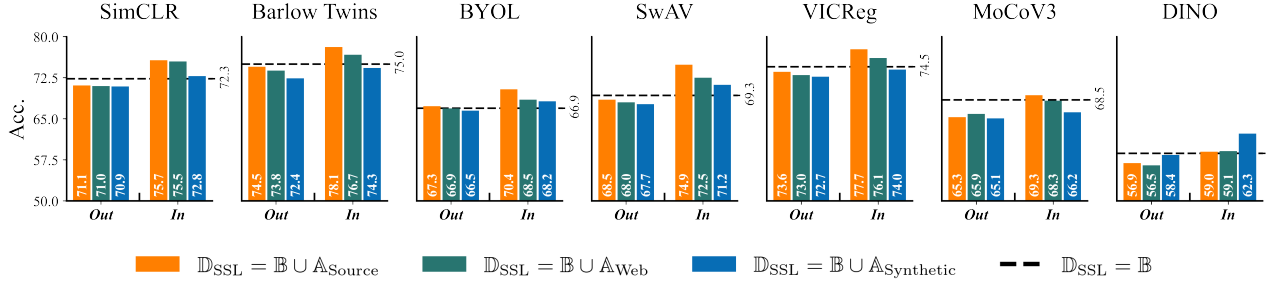 SimCLR Barlow Twins BYOL SwAV VICReg MoCoV3 DINO
Acc.
80.0
72.5
65.0
57.5
50.0
71.1 71.0 70.9 75.7 75.5 72.8 72.3
Out In
74.5 73.8 72.4 78.1 76.7 74.3 75.0
Out In
67.3 66.9 66.5 70.4 68.5 68.2 66.9
Out In
68.5 68.0 67.7 74.9 72.5 71.2 69.3
Out In
73.6 73.0 72.7 77.7 76.1 74.0 74.5
Out In
65.3 65.9 65.1 69.3 68.3 66.2 68.5
Out In
56.9 56.5 58.4 59.0 59.1 62.3
Out In
𝔻SSL = 𝔹 ∪ 𝔸Source 𝔻SSL = 𝔹 ∪ 𝔸Web 𝔻SSL = 𝔹 ∪ 𝔸Synthetic 𝔻SSL = 𝔹